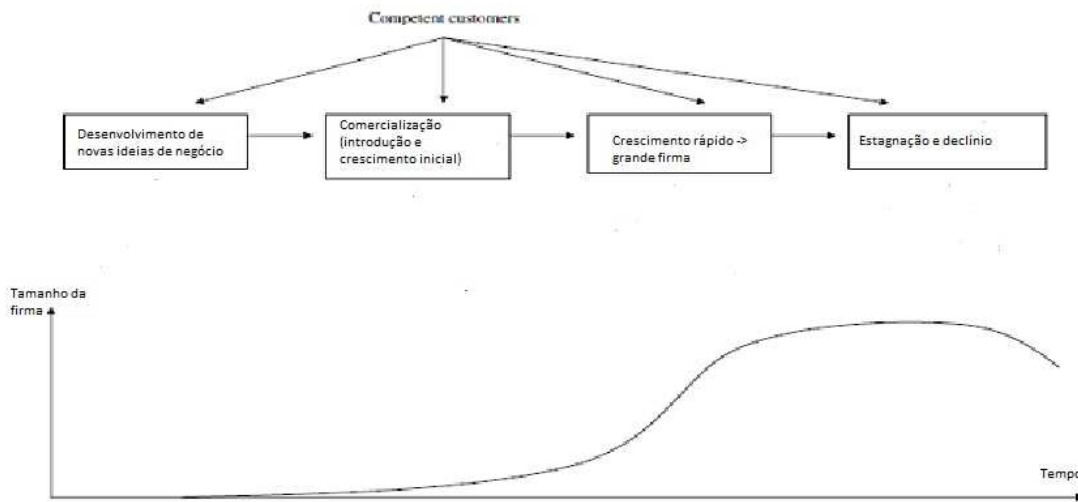 Competent customers
Desenvolvimento de
novas ideias de negócio
Comercialização
(introdução e
crescimento inicial)
Crescimento rápido ->
grande firma
Estagnação e declínio
Tamanho da
firma
Tempo